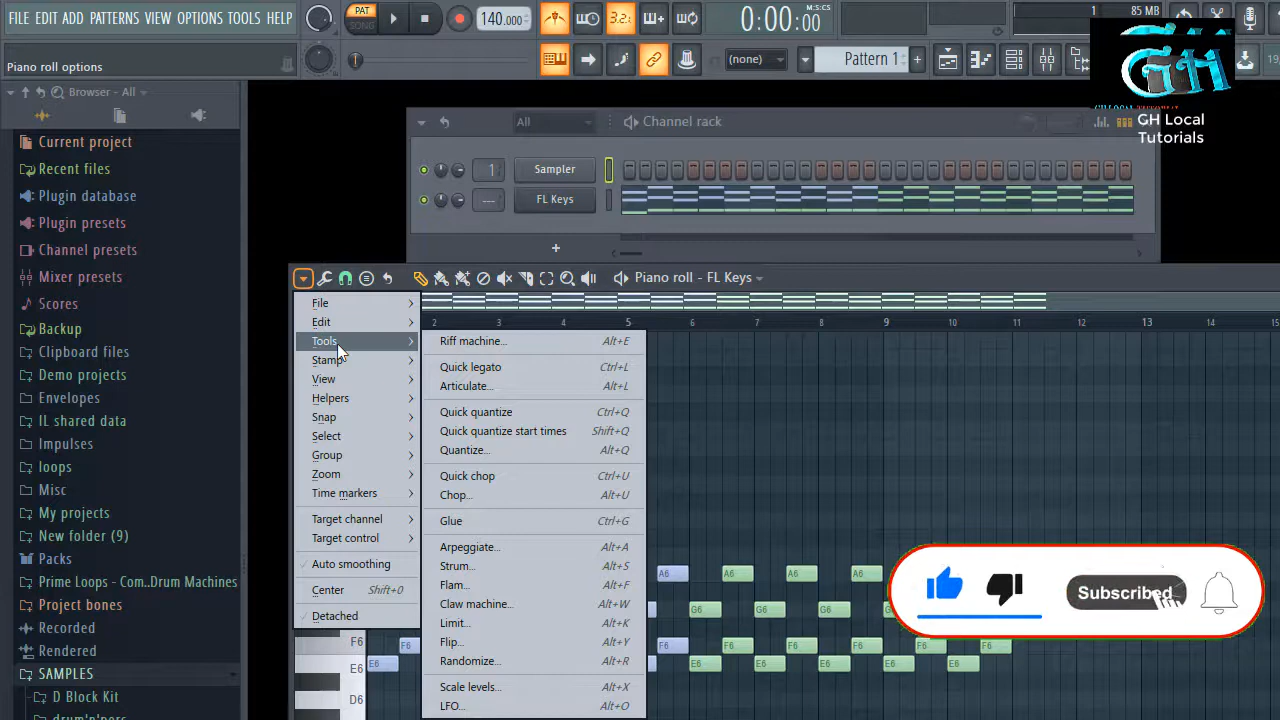 FILE EDIT ADD PATTERNS VIEW OPTIONS TOOLS HELP
PAT
SONG
140.000
3.2.
0:00:00
M:S:CS
1
85 MB
Piano roll options
(none)
Pattern 1
+
GH
GH Local
Tutorials
Browser - All
Current project
Recent files
Plugin database
Plugin presets
Channel presets
Mixer presets
Scores
Backup
Clipboard files
Demo projects
Envelopes
IL shared data
Impulses
loops
Misc
My projects
New folder (9)
Packs
Prime Loops - Com..Drum Machines
Project bones
Recorded
Rendered
SAMPLES
D Block Kit
All
Channel rack
1
Sampler
---
FL Keys
+
Piano roll - FL Keys
2 3 4 5 6 7 8 9 10 11 12 13 14 15
File
Edit
Tools
Stamp
View
Helpers
Snap
Select
Group
Zoom
Time markers
Target channel
Target control
Auto smoothing
Center Shift+0
Detached
Riff machine... Alt+E
Quick legato Ctrl+L
Articulate... Alt+L
Quick quantize Ctrl+Q
Quick quantize start times Shift+Q
Quantize... Alt+Q
Quick chop Ctrl+U
Chop... Alt+U
Glue Ctrl+G
Arpeggiate... Alt+A
Strum... Alt+S
Flam... Alt+F
Claw machine... Alt+W
Limit... Alt+K
Flip... Alt+Y
Randomize... Alt+R
Scale levels... Alt+X
LFO... Alt+O
A6 A6 A6 A6
G6 G6 G6
F6 F6 F6 F6 F6 F6 F6
E6 E6 E6 E6 E6 E6 E6
D6
Subscribed